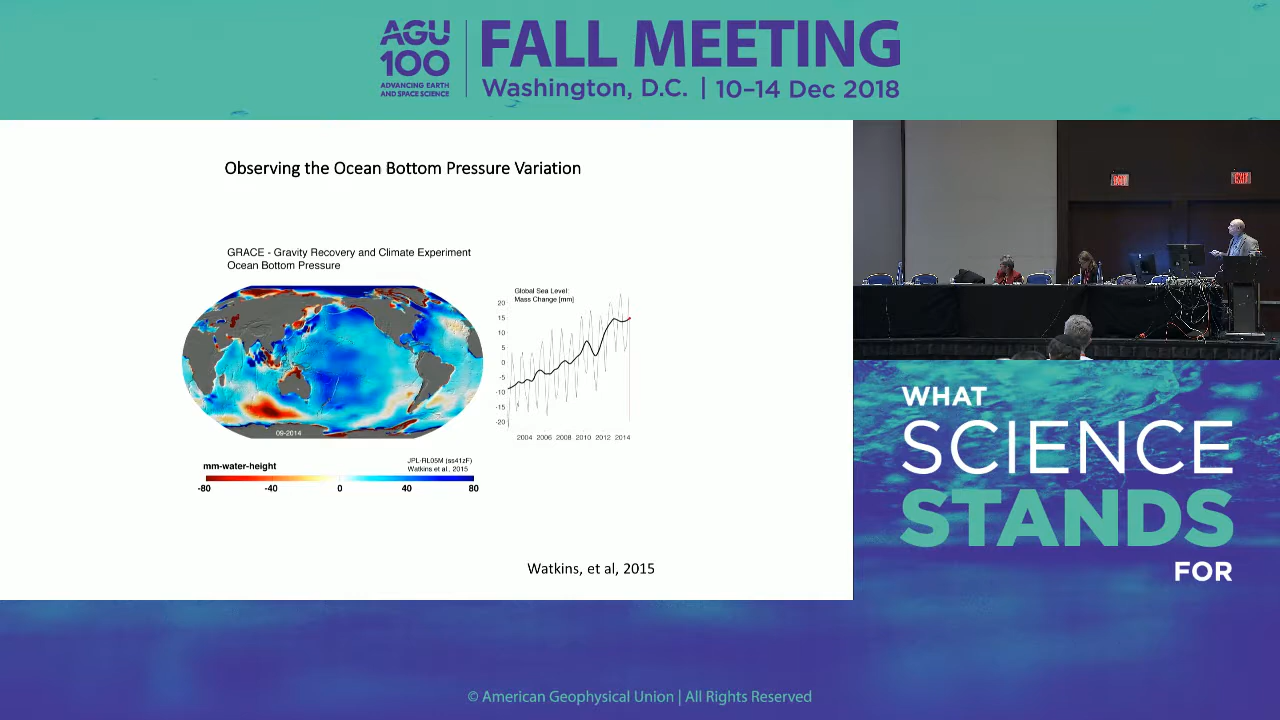 AGU
100
ADVANCING EARTH
AND SPACE SCIENCE
FALL MEETING
Washington, D.C. | 10–14 Dec 2018
Observing the Ocean Bottom Pressure Variation
GRACE - Gravity Recovery and Climate Experiment
Ocean Bottom Pressure
09-2014
mm-water-height
JPL-RL05M (ss41zF)
Watkins et al., 2015
-80 -40 0 40 80
Global Sea Level:
Mass Change [mm]
20
15
10
5
0
-5
-10
-15
-20
2004 2006 2008 2010 2012 2014
Watkins, et al, 2015
EXIT
EXIT
WHAT
SCIENCE
STANDS
FOR
© American Geophysical Union | All Rights Reserved